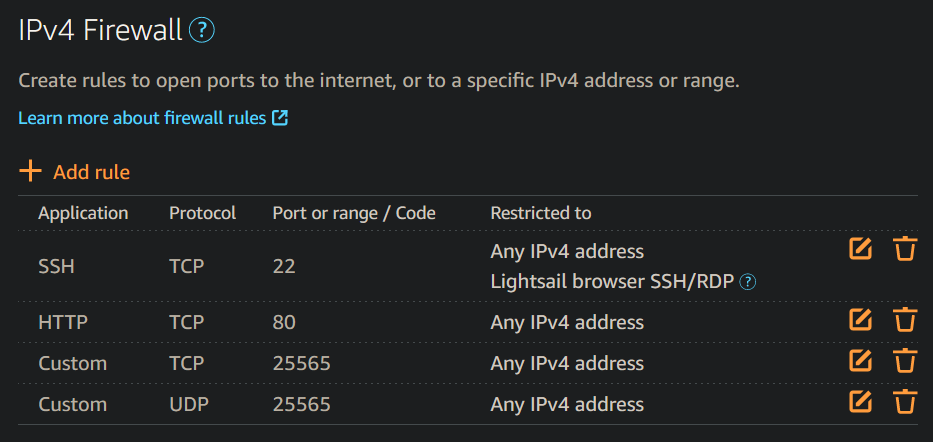 IPv4 Firewall ?
Create rules to open ports to the internet, or to a specific IPv4 address or range.
Learn more about firewall rules
+ Add rule
Application Protocol Port or range / Code Restricted to
SSH TCP 22 Any IPv4 address
Lightsail browser SSH/RDP ?
HTTP TCP 80 Any IPv4 address
Custom TCP 25565 Any IPv4 address
Custom UDP 25565 Any IPv4 address